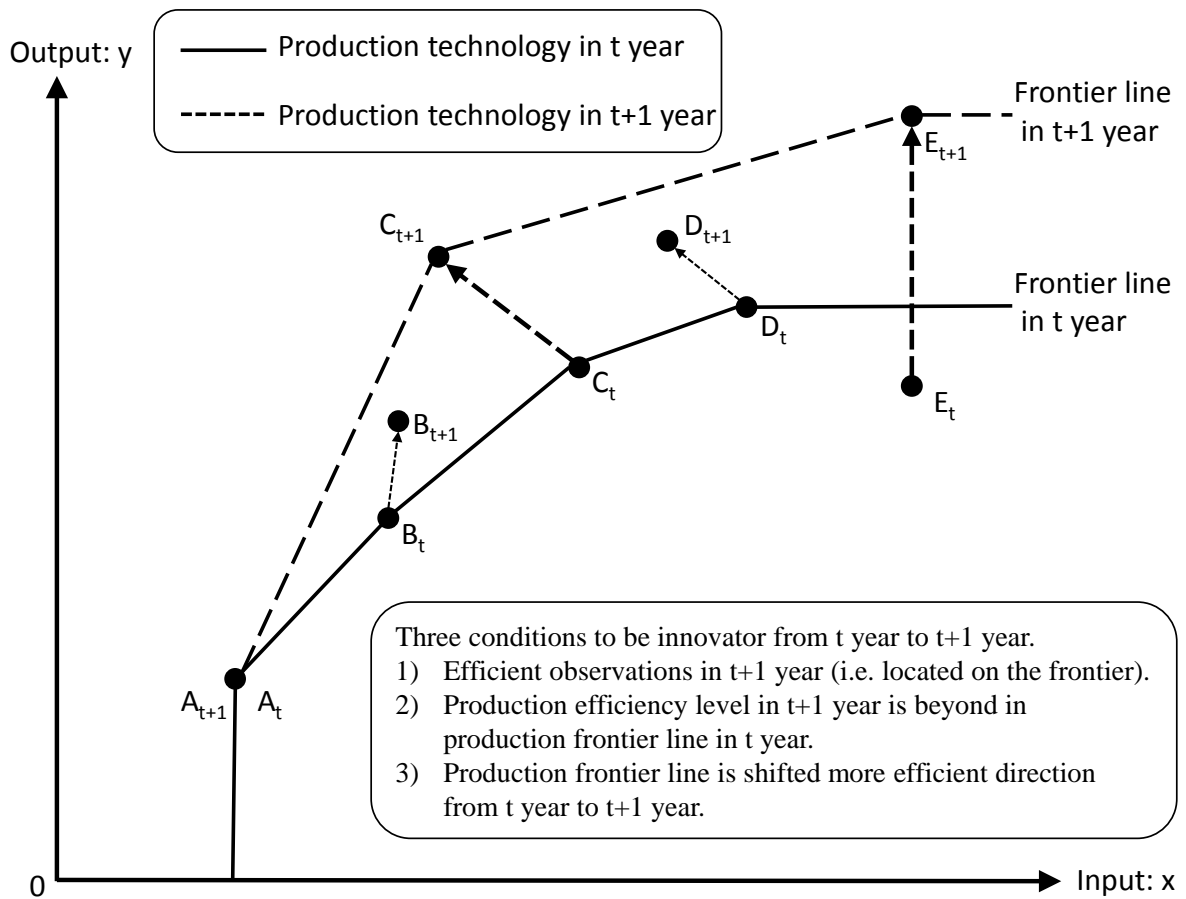 Output: y
Production technology in t year
Production technology in t+1 year
Frontier line
in t+1 year
E_{t+1}
C_{t+1}
D_{t+1}
Frontier line
in t year
D_t
C_t
E_t
B_{t+1}
B_t
Three conditions to be innovator from t year to t+1 year.
1) Efficient observations in t+1 year (i.e. located on the frontier).
2) Production efficiency level in t+1 year is beyond in
production frontier line in t year.
3) Production frontier line is shifted more efficient direction
from t year to t+1 year.
A_{t+1} A_t
0
Input: x